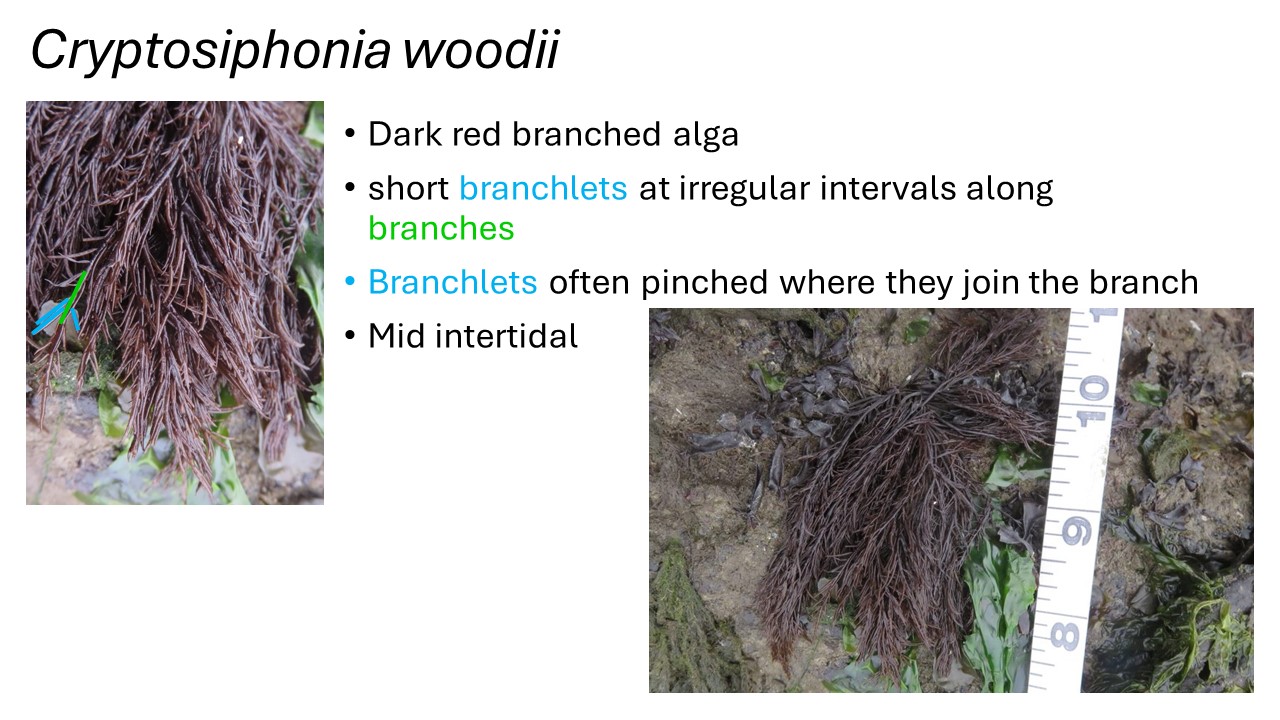 Cryptosiphonia woodii
• Dark red branched alga
• short branchlets at irregular intervals along
branches
• Branchlets often pinched where they join the branch
• Mid intertidal
1
10
9
8